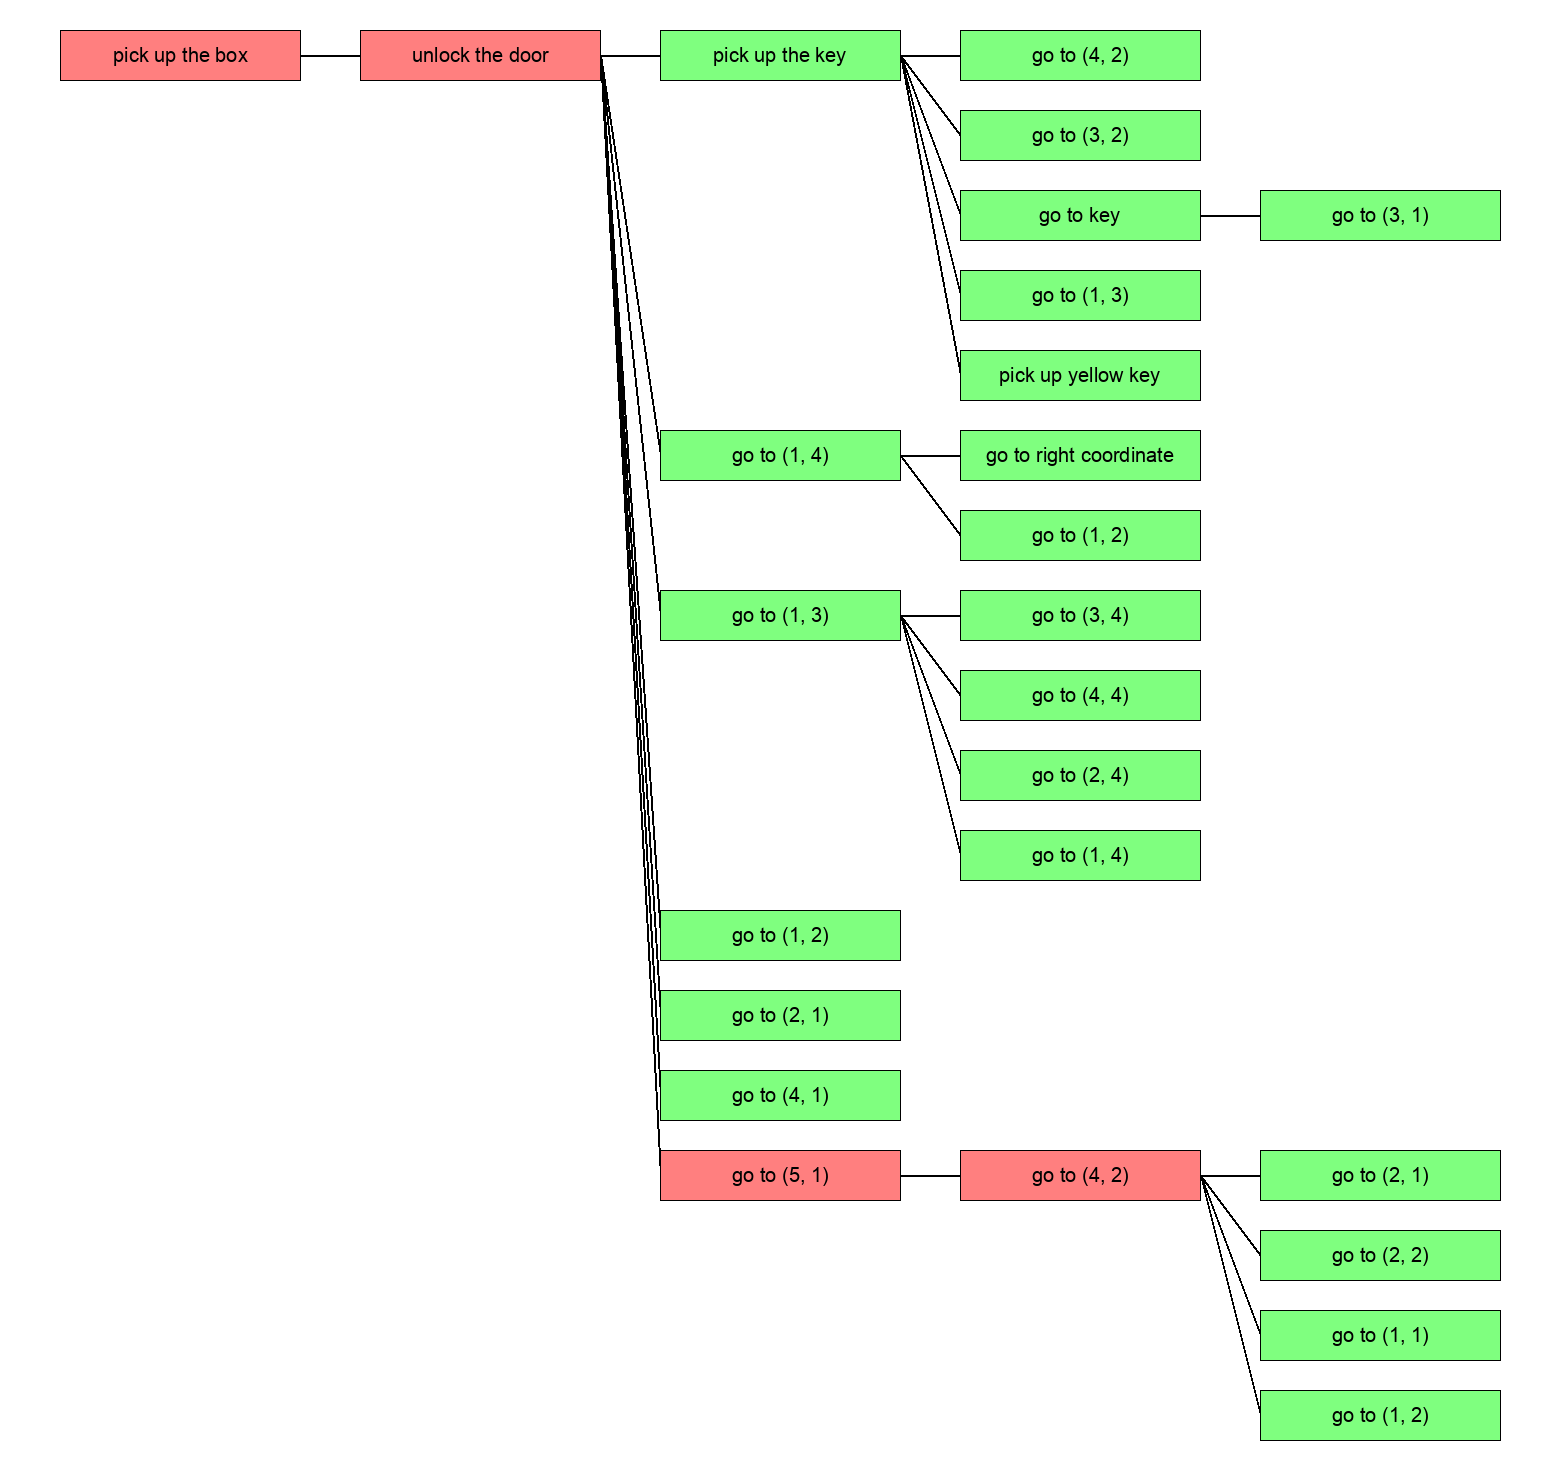 pick up the box
unlock the door
pick up the key
go to (4, 2)
go to (3, 2)
go to key
go to (3, 1)
go to (1, 3)
pick up yellow key
go to (1, 4)
go to right coordinate
go to (1, 2)
go to (1, 3)
go to (3, 4)
go to (4, 4)
go to (2, 4)
go to (1, 4)
go to (1, 2)
go to (2, 1)
go to (4, 1)
go to (5, 1)
go to (4, 2)
go to (2, 1)
go to (2, 2)
go to (1, 1)
go to (1, 2)